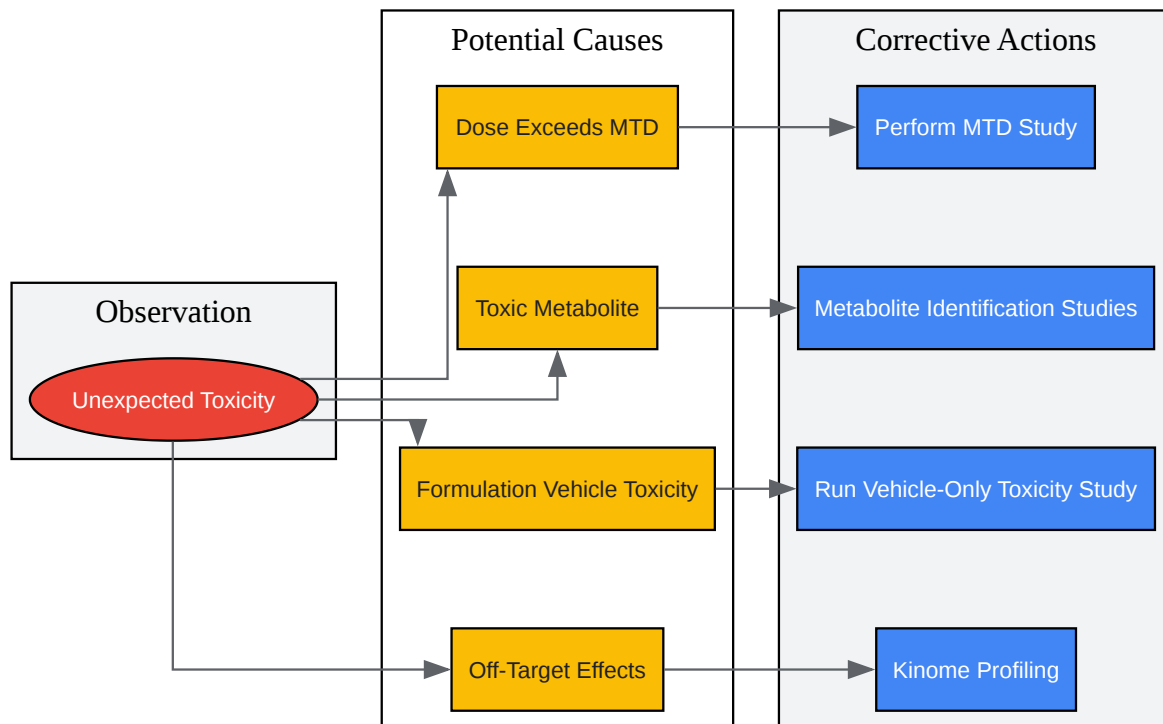 Potential Causes
Corrective Actions
Dose Exceeds MTD
Perform MTD Study
Toxic Metabolite
Metabolite Identification Studies
Observation
Unexpected Toxicity
Formulation Vehicle Toxicity
Run Vehicle-Only Toxicity Study
Off-Target Effects
Kinome Profiling